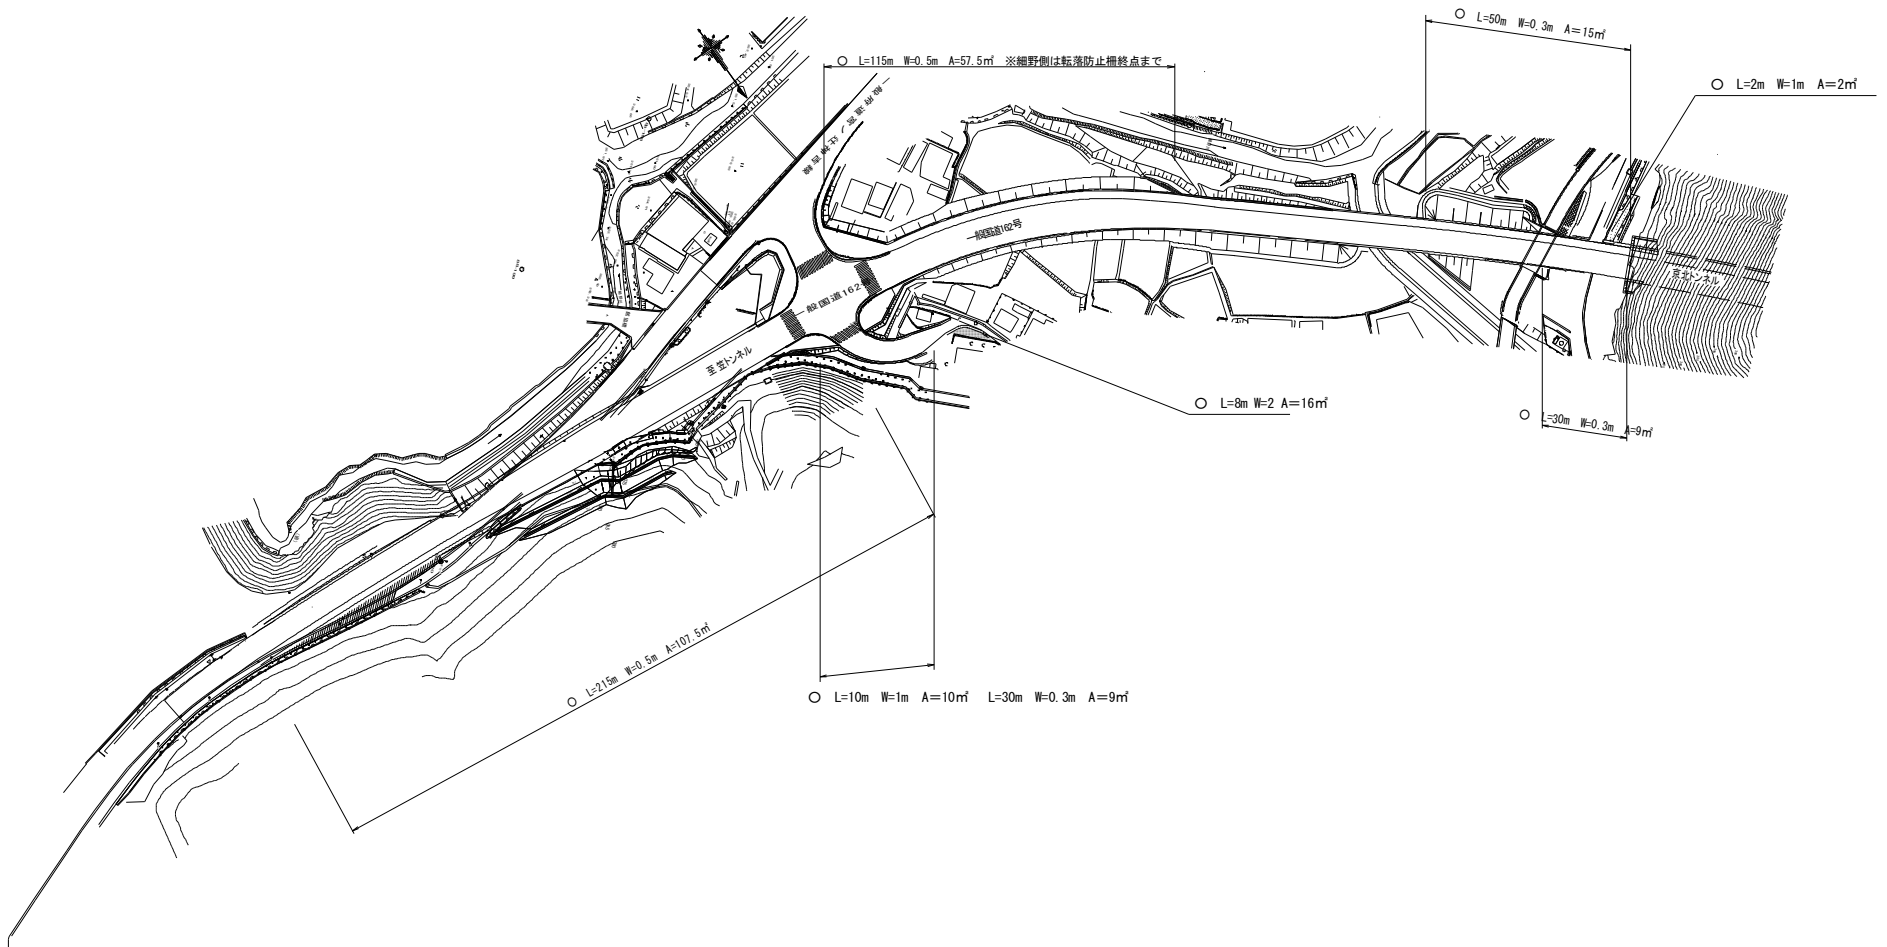 ○ L=50m W=0.3m A=15㎡
○ L=115m W=0.5m A=57.5㎡ ※細野側は転落防止柵終点まで
○ L=2m W=1m A=2㎡
一般国道162号
京北トンネル
一般国道162号
至 笠トンネル
○ L=8m W=2 A=16㎡
○ L=30m W=0.3m A=9㎡
○ L=215m W=0.5m A=107.5㎡
○ L=10m W=1m A=10㎡ L=30m W=0.3m A=9㎡